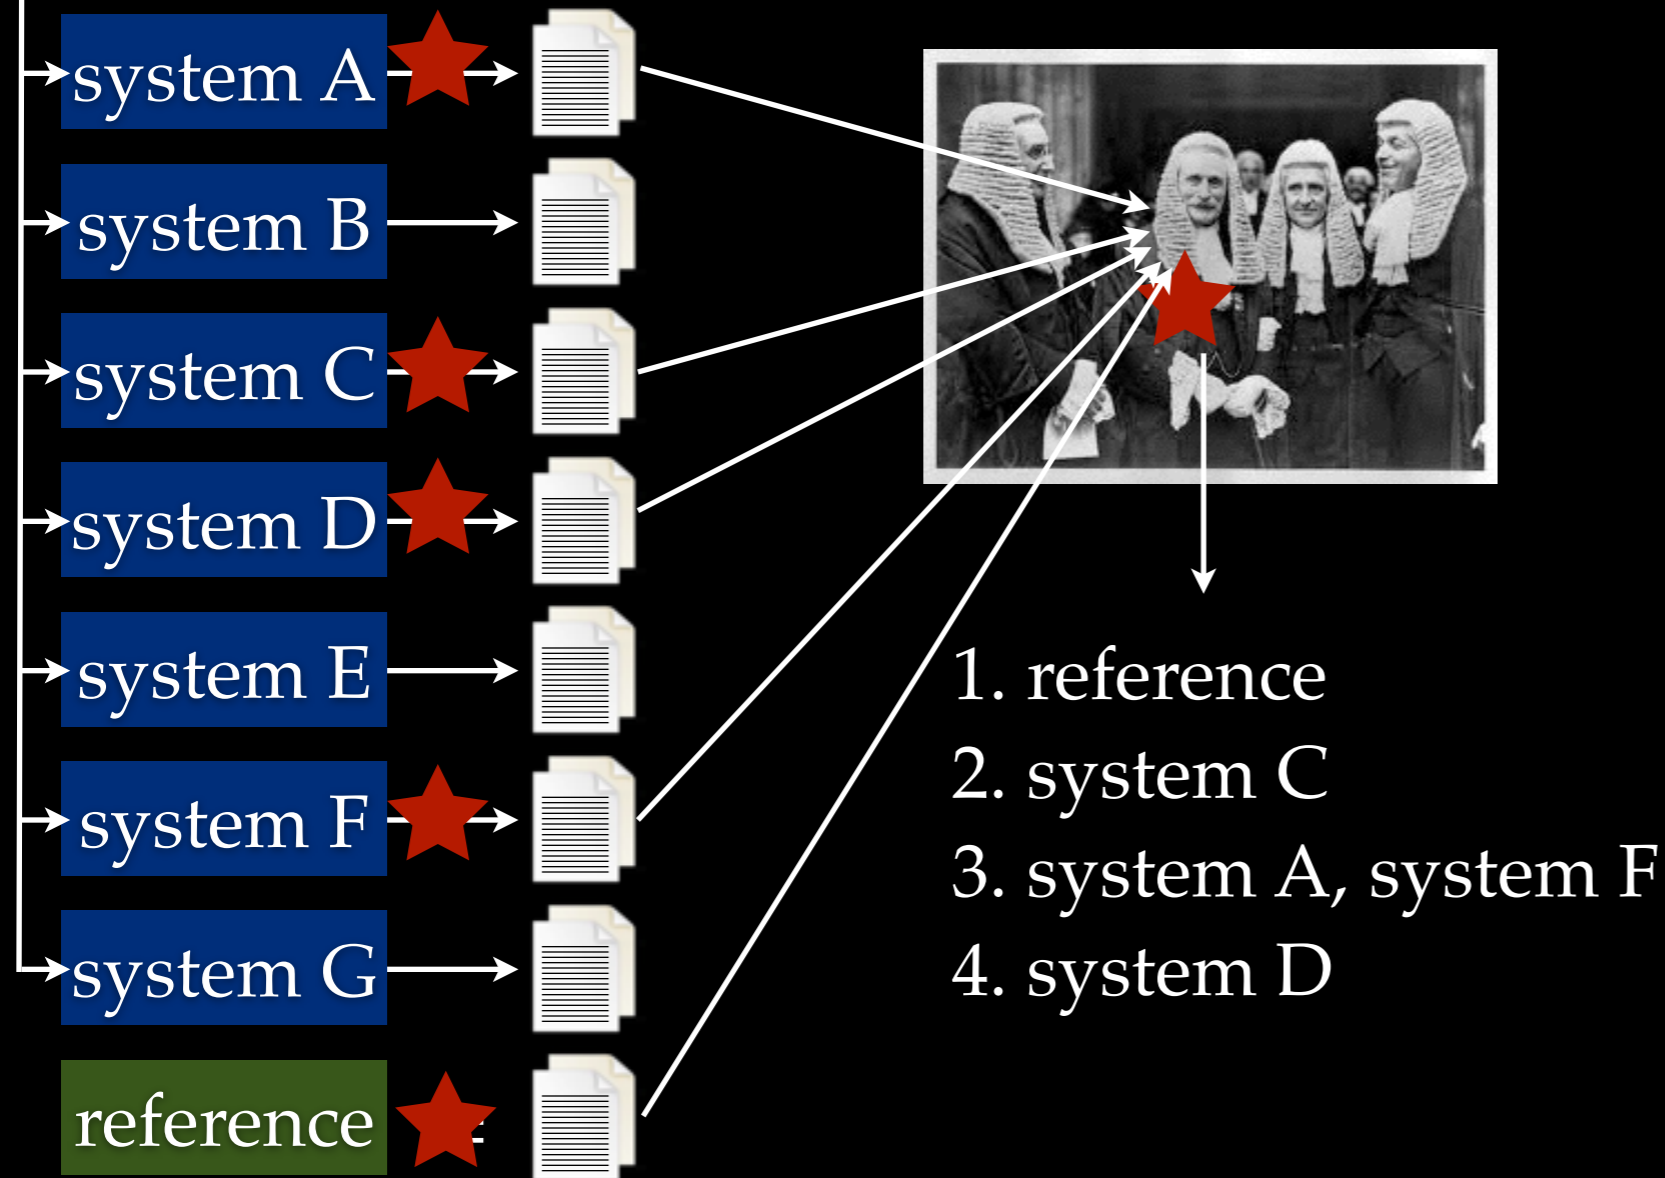 system A
system B
system C
system D
system E
system F
system G
reference
1. reference
2. system C
3. system A, system F
4. system D